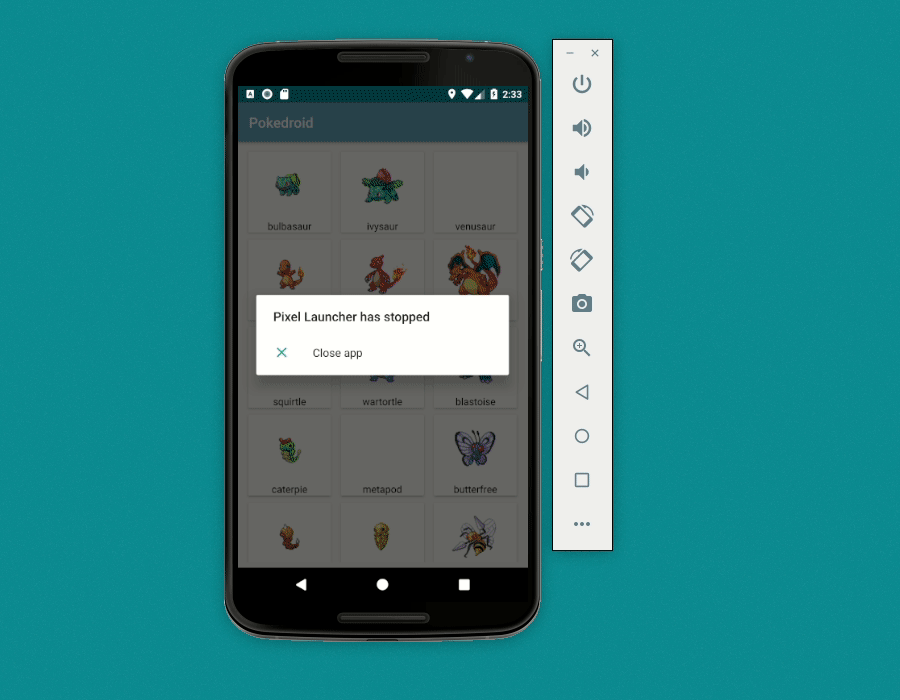 2:33
Pokedroid
bulbasaur ivysaur venusaur
Pixel Launcher has stopped
Close app
squirtle wartortle blastoise
caterpie metapod butterfree